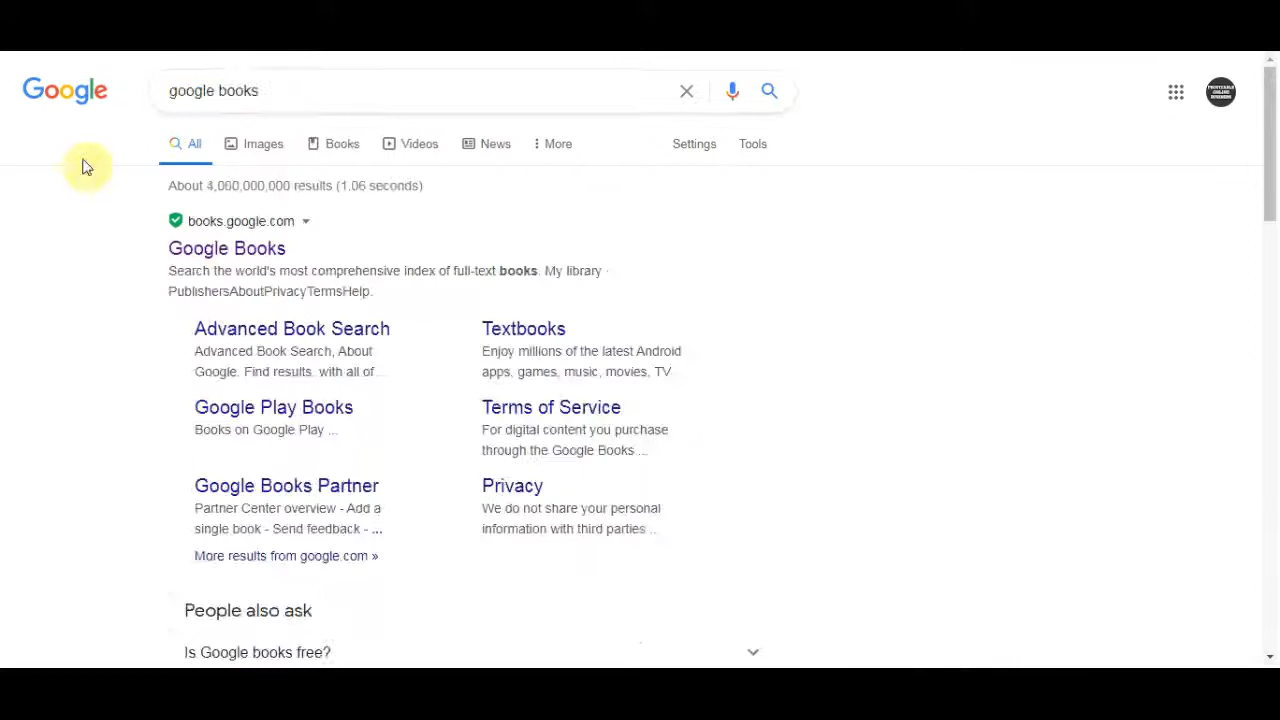 Google google books
All Images Books Videos News More Settings Tools
About 4,060,000,000 results (1.06 seconds)
books.google.com
Google Books
Search the world's most comprehensive index of full-text books. My library ·
PublishersAboutPrivacyTermsHelp.
Advanced Book Search
Advanced Book Search, About
Google. Find results. with all of ...
Textbooks
Enjoy millions of the latest Android
apps, games, music, movies, TV
Google Play Books
Books on Google Play ...
Terms of Service
For digital content you purchase
through the Google Books ...
Google Books Partner
Partner Center overview - Add a
single book - Send feedback - ...
Privacy
We do not share your personal
information with third parties ...
More results from google.com »
People also ask
Is Google books free?